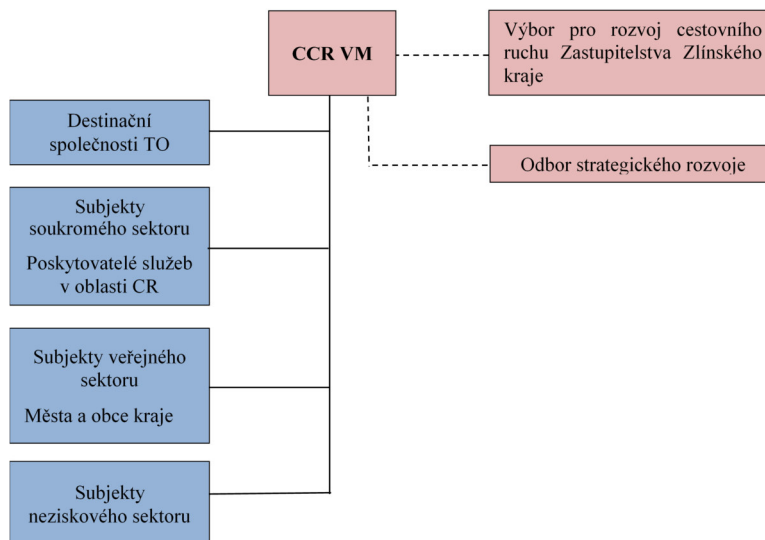 CCR VM
Výbor pro rozvoj cestovního
ruchu Zastupitelstva Zlínského
kraje
Destinační
společnosti TO
Odbor strategického rozvoje
Subjekty
soukromého sektoru
Poskytovatelé služeb
v oblasti CR
Subjekty veřejného
sektoru
Města a obce kraje
Subjekty
neziskového sektoru